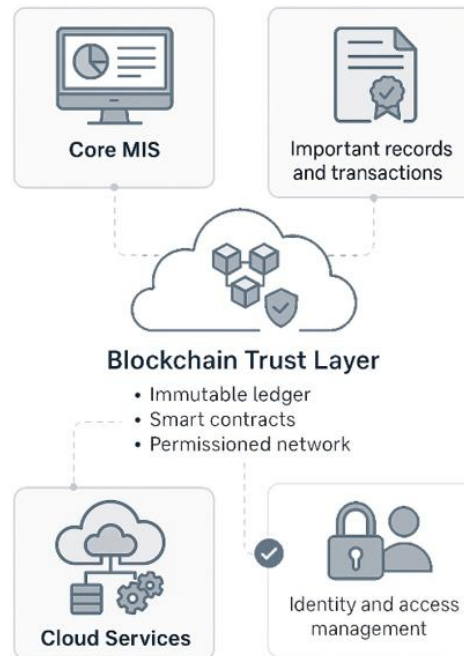 Core MIS
Important records
and transactions
Blockchain Trust Layer
• Immutable ledger
• Smart contracts
• Permissioned network
Cloud Services
Identity and access
management